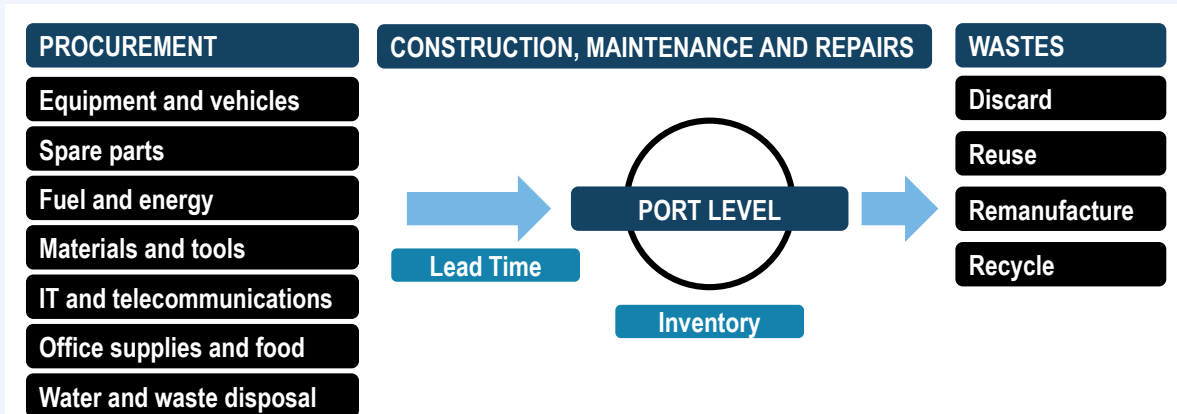 PROCUREMENT
Equipment and vehicles
Spare parts
Fuel and energy
Materials and tools
IT and telecommunications
Office supplies and food
Water and waste disposal
CONSTRUCTION, MAINTENANCE AND REPAIRS
PORT LEVEL
Lead Time
Inventory
WASTES
Discard
Reuse
Remanufacture
Recycle